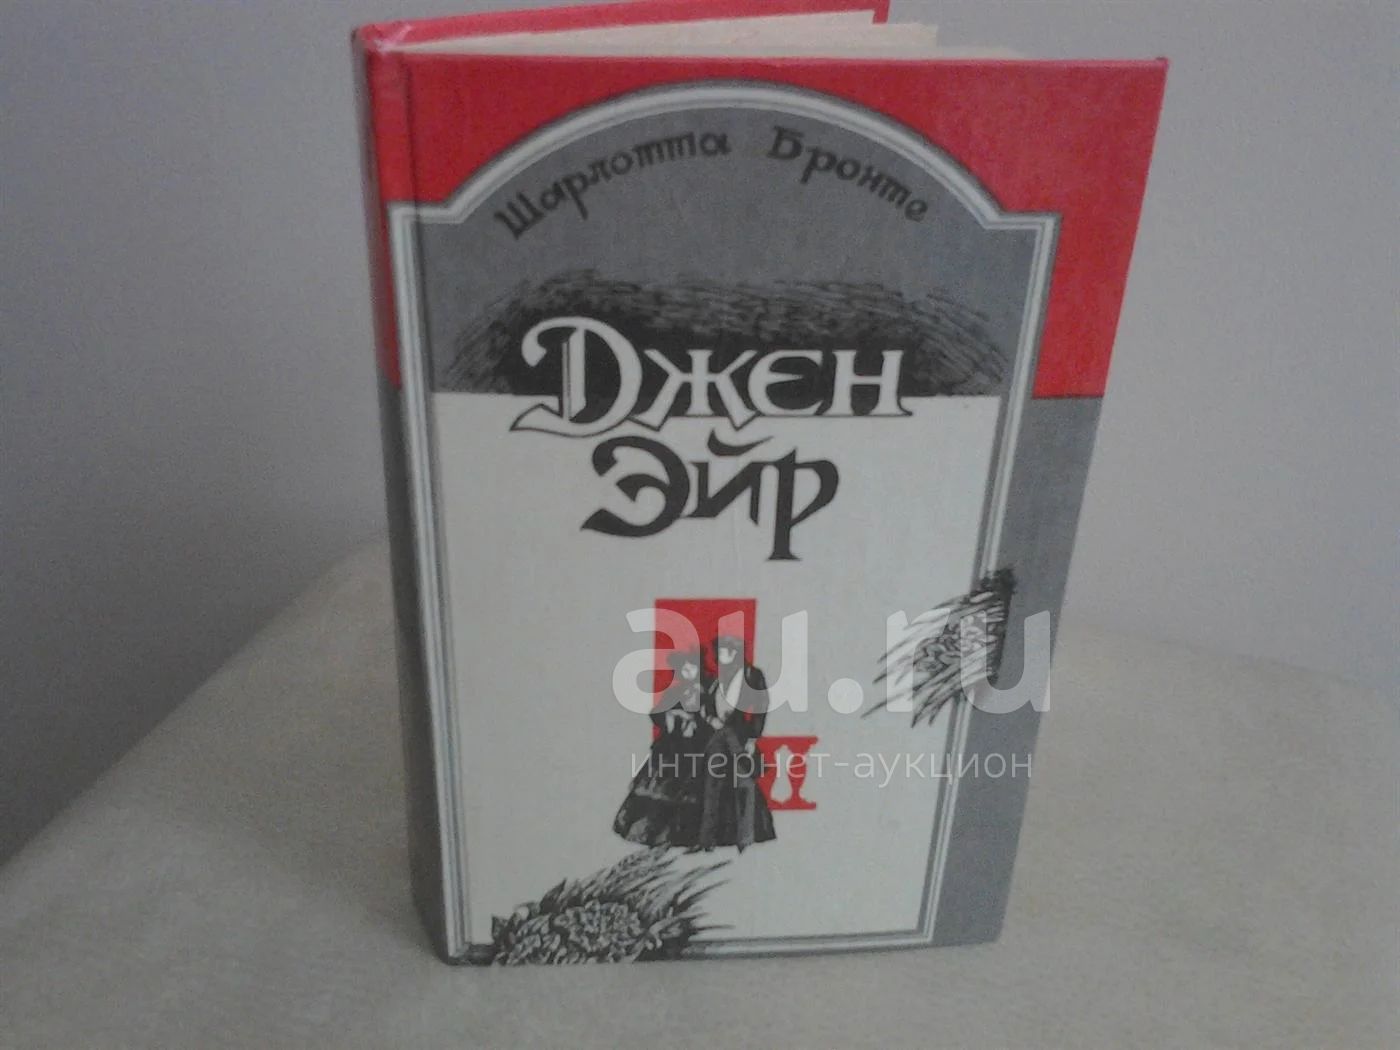 Шарлотта Бронте
Джен
Эйр
au.ru
интернет-аукцион